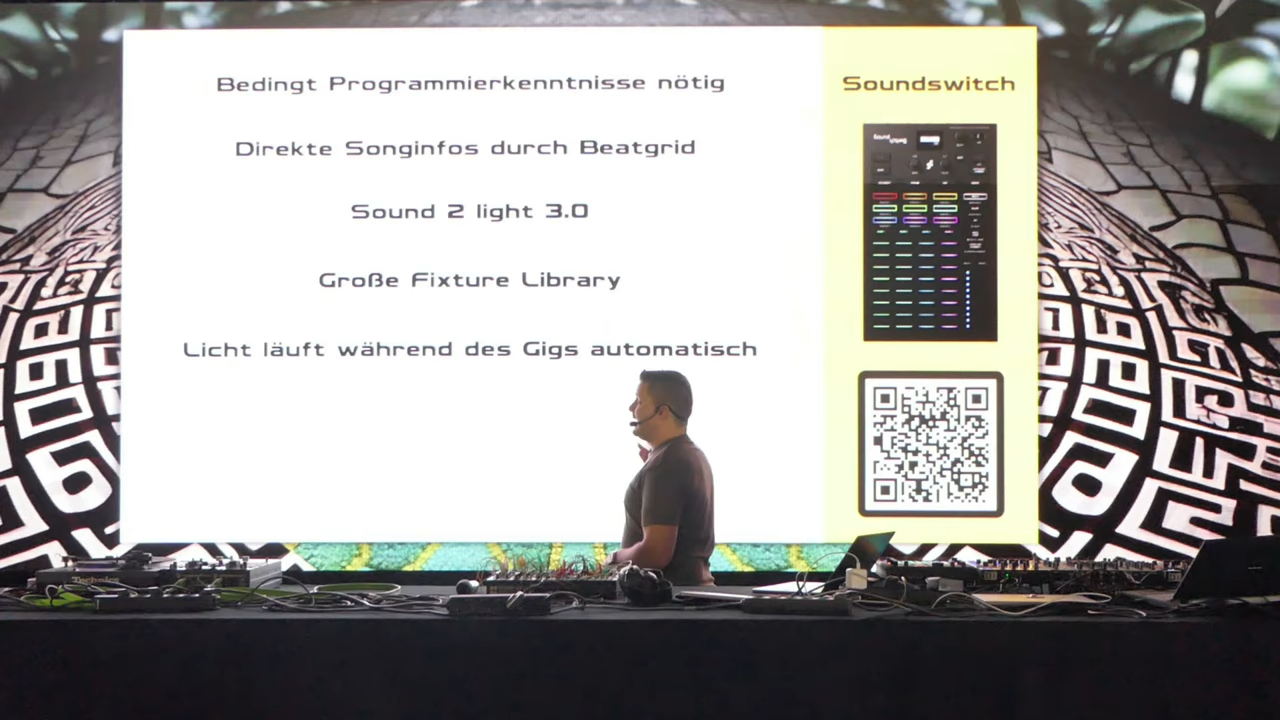 Bedingt Programmierkenntnisse nötig
Direkte Songinfos durch Beatgrid
Sound 2 light 3.0
Große Fixture Library
Licht läuft während des Gigs automatisch
Soundswitch
Technics